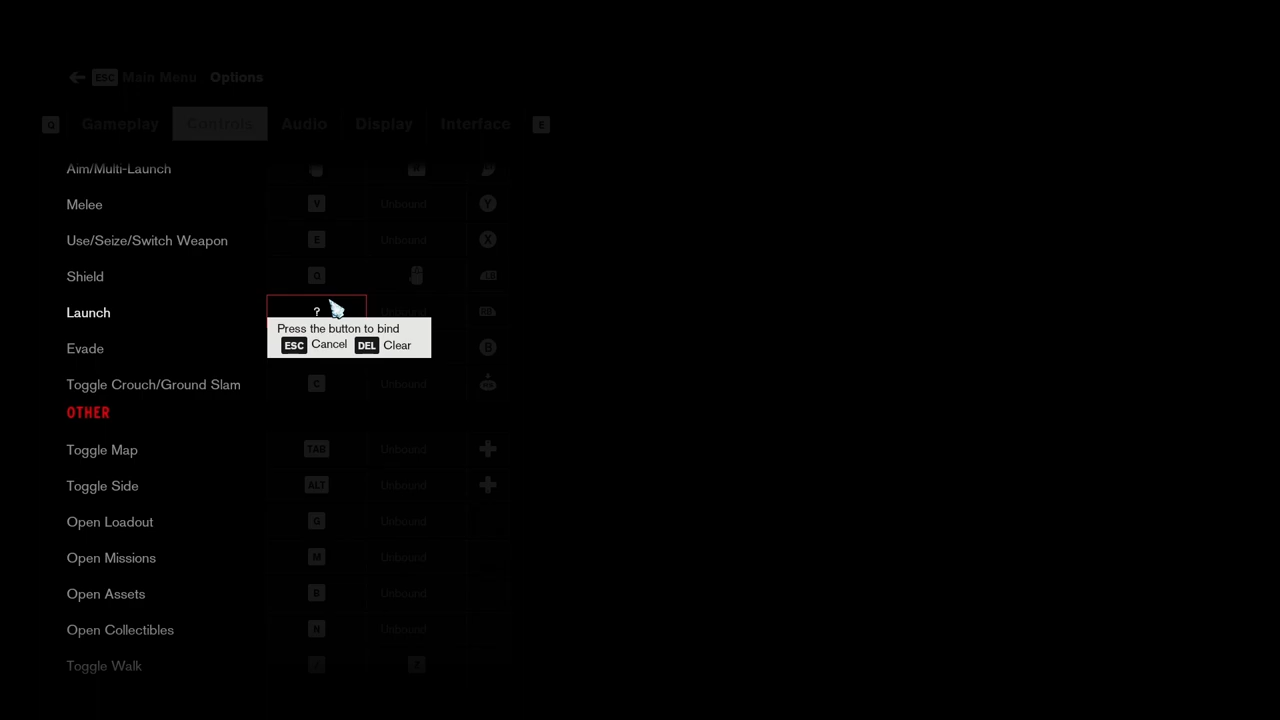 ESC Main Menu Options
Q Gameplay Controls Audio Display Interface E
Aim/Multi-Launch
Melee V Unbound Y
Use/Seize/Switch Weapon E Unbound X
Shield Q LB
Launch ? Unbound RB
Press the button to bind
ESC Cancel DEL Clear
Evade B
Toggle Crouch/Ground Slam C Unbound
OTHER
Toggle Map TAB Unbound
Toggle Side ALT Unbound
Open Loadout G Unbound
Open Missions M Unbound
Open Assets B Unbound
Open Collectibles N Unbound
Toggle Walk